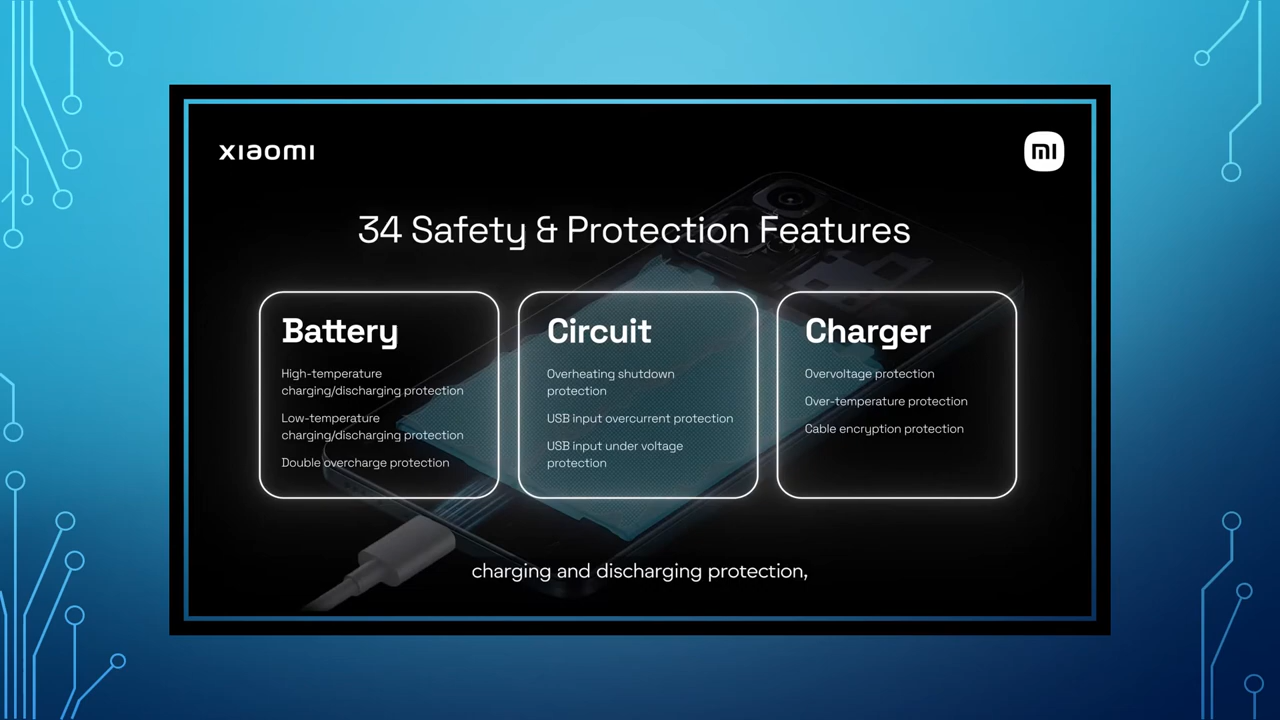 xiaomi
mi
34 Safety & Protection Features
Battery
High-temperature
charging/discharging protection
Low-temperature
charging/discharging protection
Double overcharge protection
Circuit
Overheating shutdown
protection
USB input overcurrent protection
USB input under voltage
protection
Charger
Overvoltage protection
Over-temperature protection
Cable encryption protection
charging and discharging protection,